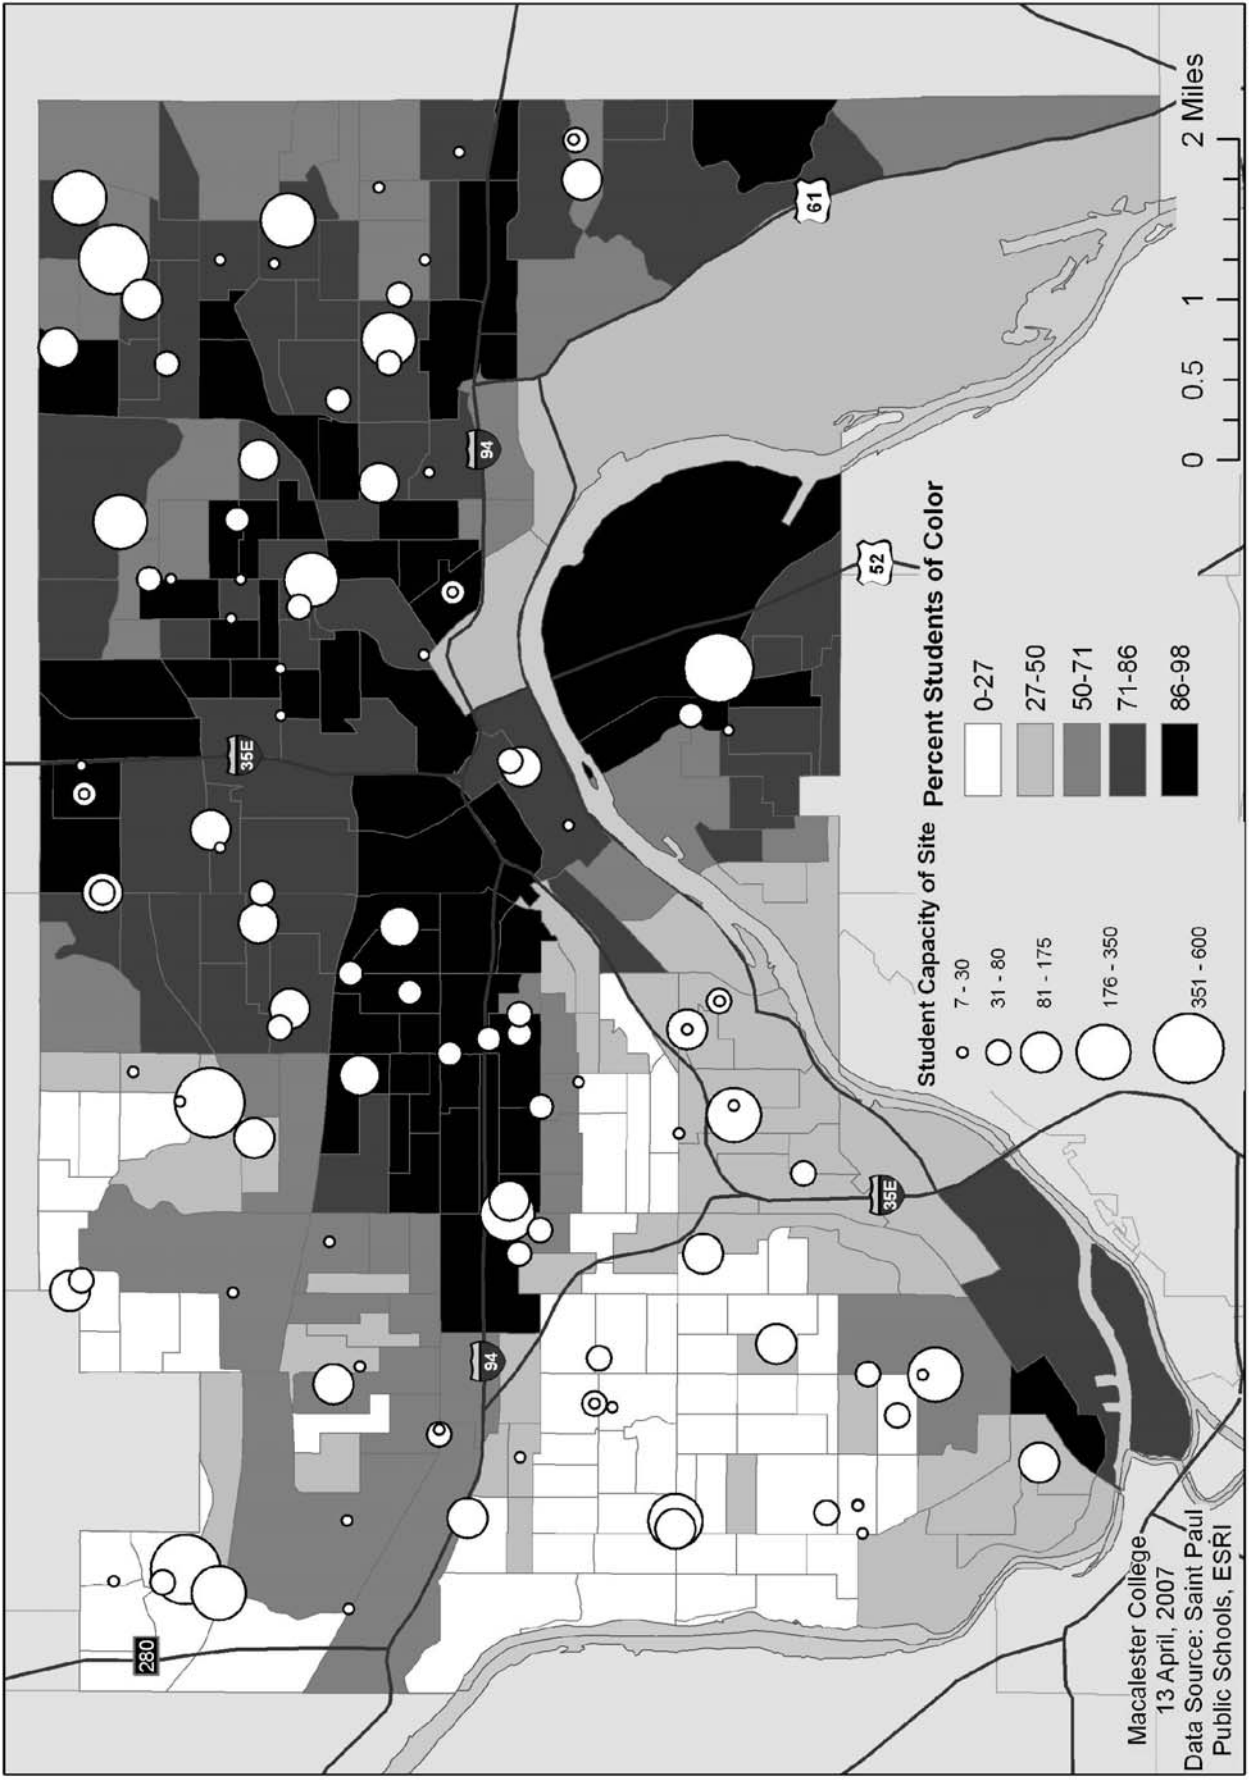 280
35E
94
94
61
52
35E
Macalester College
13 April, 2007
Data Source: Saint Paul
Public Schools, ESRI
Student Capacity of Site
7 - 30
31 - 80
81 - 175
176 - 350
351 - 600
Percent Students of Color
0-27
27-50
50-71
71-86
86-98
0 0.5 1 2 Miles